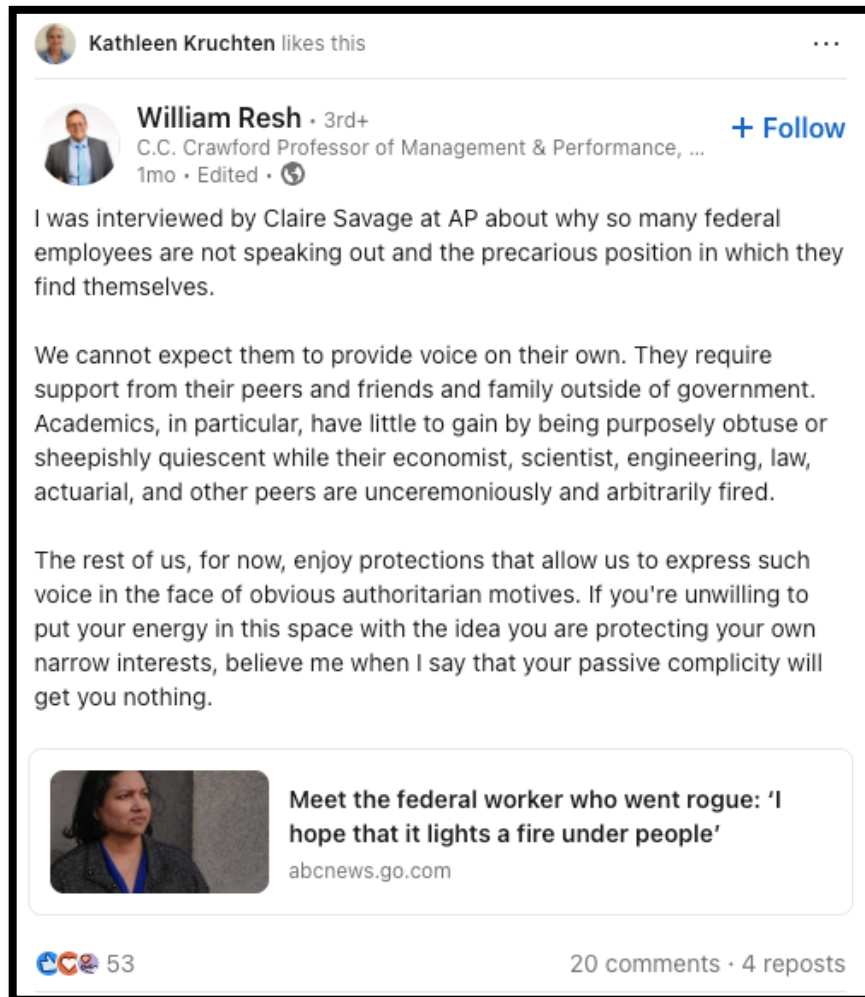 Kathleen Kruchten likes this
...
William Resh • 3rd+
+ Follow
C.C. Crawford Professor of Management & Performance, ...
1mo • Edited •
I was interviewed by Claire Savage at AP about why so many federal
employees are not speaking out and the precarious position in which they
find themselves.
We cannot expect them to provide voice on their own. They require
support from their peers and friends and family outside of government.
Academics, in particular, have little to gain by being purposely obtuse or
sheepishly quiescent while their economist, scientist, engineering, law,
actuarial, and other peers are unceremoniously and arbitrarily fired.
The rest of us, for now, enjoy protections that allow us to express such
voice in the face of obvious authoritarian motives. If you're unwilling to
put your energy in this space with the idea you are protecting your own
narrow interests, believe me when I say that your passive complicity will
get you nothing.
Meet the federal worker who went rogue: ‘I
hope that it lights a fire under people’
abcnews.go.com
53
20 comments • 4 reposts